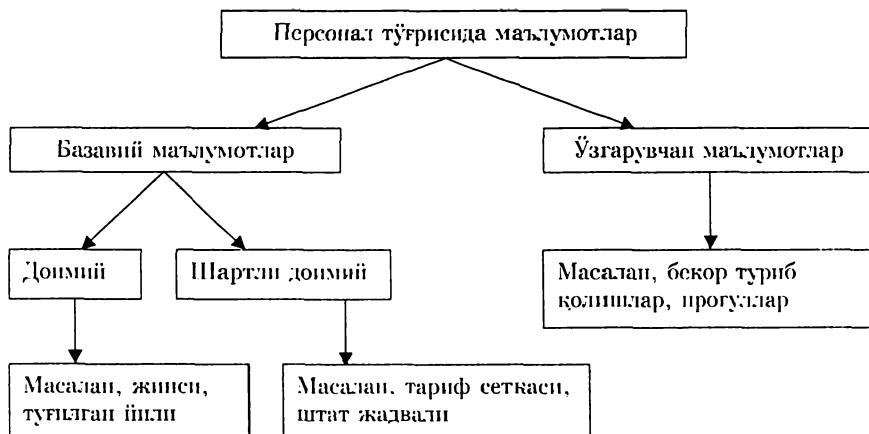 Персонал тўғрисида маълумотлар
Базавий маълумотлар
Ўзгарувчан маълумотлар
Доимий
Шартли доимий
Масалан, бекор туриб
қолишлар, прогуллар
Масалан, жинси,
туғилган йили
Масалан, тариф сеткаси,
штат жадвали